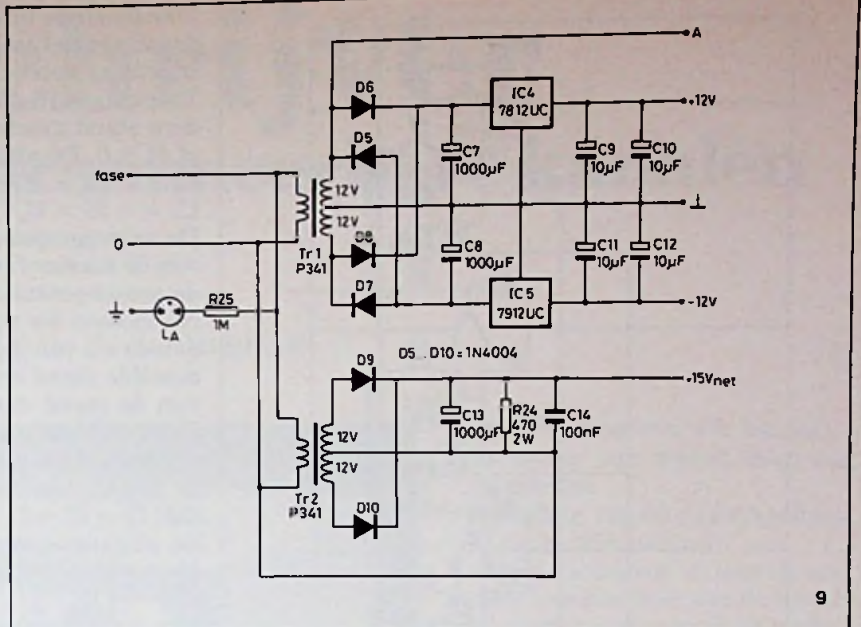 A
D6
IC4
7812UC
+12V
D5
C7
1000µF
C9
10µF
C10
10µF
fase
12V
12V
0
Tr1
P341
D8
C8
1000µF
C11
10µF
C12
10µF
D7
IC5
7912UC
-12V
R25
1M
LA
D9
D5...D10=1N4004
+15Vnet
12V
12V
C13
1000µF
R24
470
2W
C14
100nF
Tr2
P341
D10
9